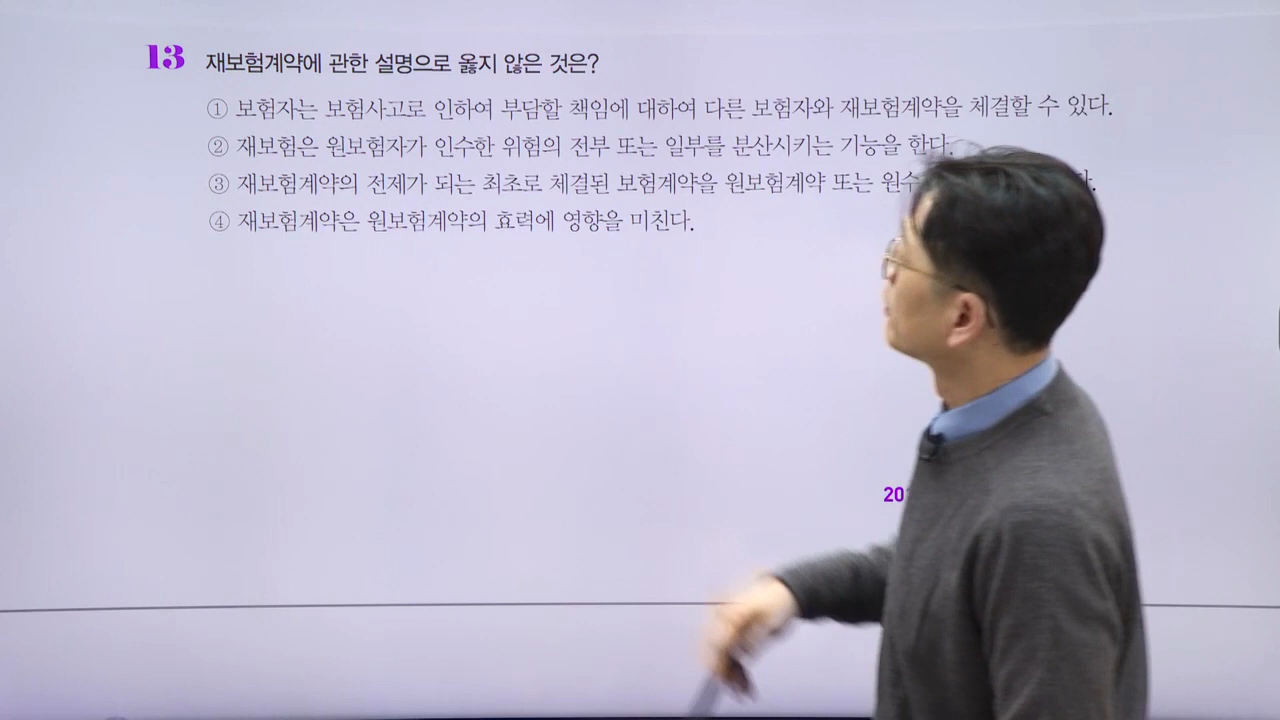 13 재보험계약에 관한 설명으로 옳지 않은 것은?
① 보험자는 보험사고로 인하여 부담할 책임에 대하여 다른 보험자와 재보험계약을 체결할 수 있다.
② 재보험은 원보험자가 인수한 위험의 전부 또는 일부를 분산시키는 기능을 한다.
③ 재보험계약의 전제가 되는 최초로 체결된 보험계약을 원보험계약 또는
④ 재보험계약은 원보험계약의 효력에 영향을 미친다.
20